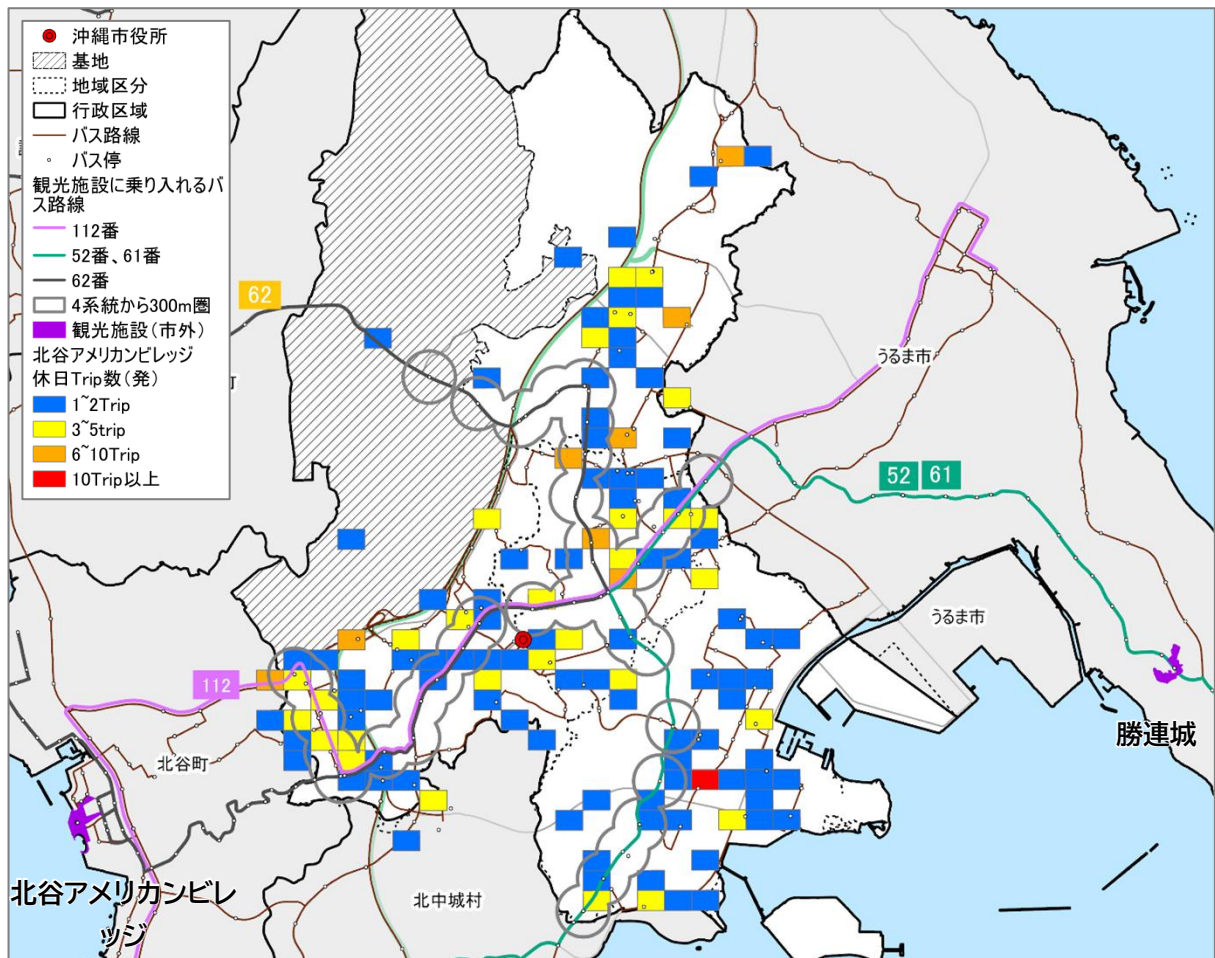 沖縄市役所
基地
地域区分
行政区域
バス路線
バス停
観光施設に乗り入れるバ
ス路線
112番
52番、61番
62番
4系統から300m圏
観光施設(市外)
北谷アメリカンビレッジ
休日Trip数(発)
1~2Trip
3~5trip
6~10Trip
10Trip以上
62
町
うるま市
52 61
うるま市
112
北谷町
勝連城
北中城村
北谷アメリカンビレ
ッジ